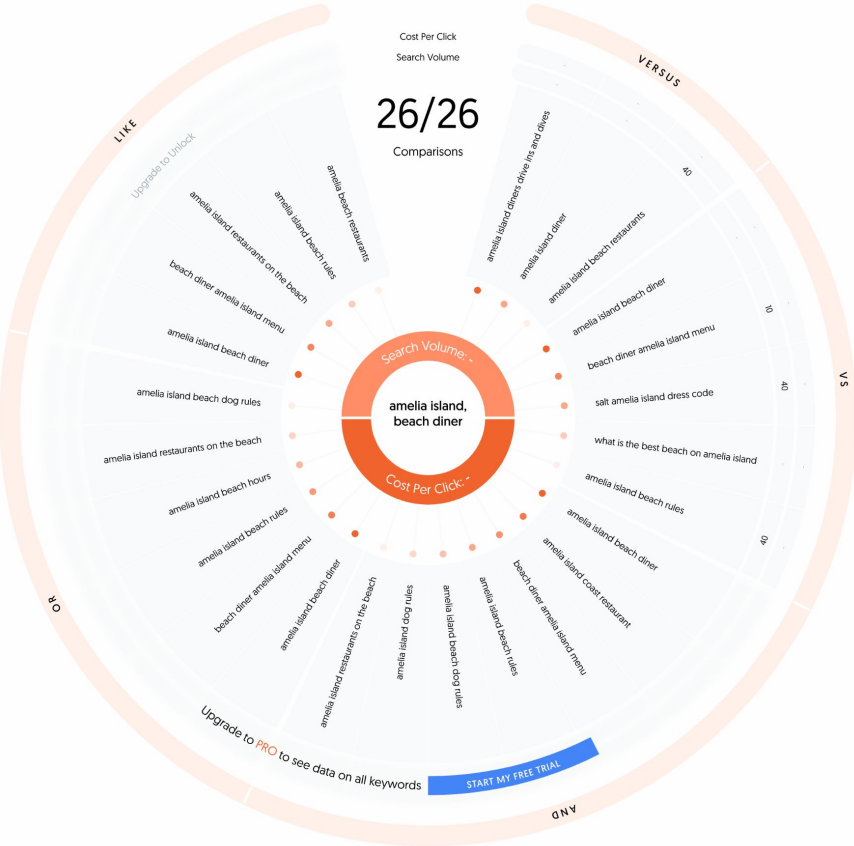 Cost Per Click
Search Volume
26/26
Comparisons
VERSUS
amelia island diners drive ins and dives
amelia island diner
40
amelia island beach restaurants
VS
amelia island beach diner
10
beach diner amelia island menu
salt amelia island dress code
40
what is the best beach on amelia island
amelia island beach rules
40
AND
amelia island beach diner
amelia island coast restaurant
beach diner amelia island menu
amelia island beach rules
amelia island beach dog rules
amelia island dog rules
amelia island restaurants on the beach
OR
amelia island beach diner
beach diner amelia island menu
amelia island beach rules
amelia island beach hours
amelia island restaurants on the beach
amelia island beach dog rules
LIKE
Upgrade to Unlock
amelia island beach diner
beach diner amelia island menu
amelia island restaurants on the beach
amelia island beach rules
amelia beach restaurants
Search Volume: -
amelia island,
beach diner
Cost Per Click: -
Upgrade to PRO to see data on all keywords
START MY FREE TRIAL